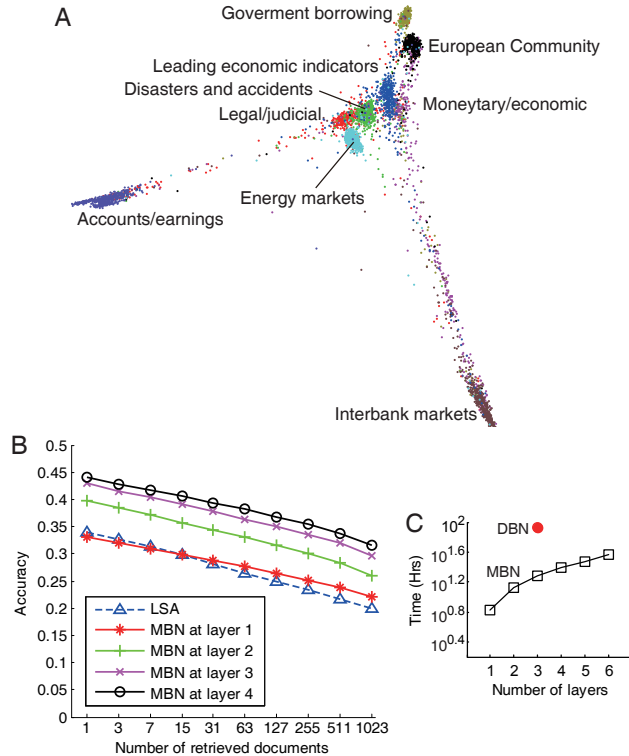 A
Goverment borrowing
European Community
Leading economic indicators
Disasters and accidents
Moneytary/economic
Legal/judicial
Energy markets
Accounts/earnings
Interbank markets
B
0.5
0.45
0.4
0.35
0.3
0.25
0.2
0.15
0.1
0.05
0
Accuracy
LSA
MBN at layer 1
MBN at layer 2
MBN at layer 3
MBN at layer 4
1 3 7 15 31 63 127 255 511 1023
Number of retrieved documents
C
10^2
10^1.6
10^1.2
10^0.8
10^0.4
Time (Hrs)
DBN
MBN
1 2 3 4 5 6
Number of layers